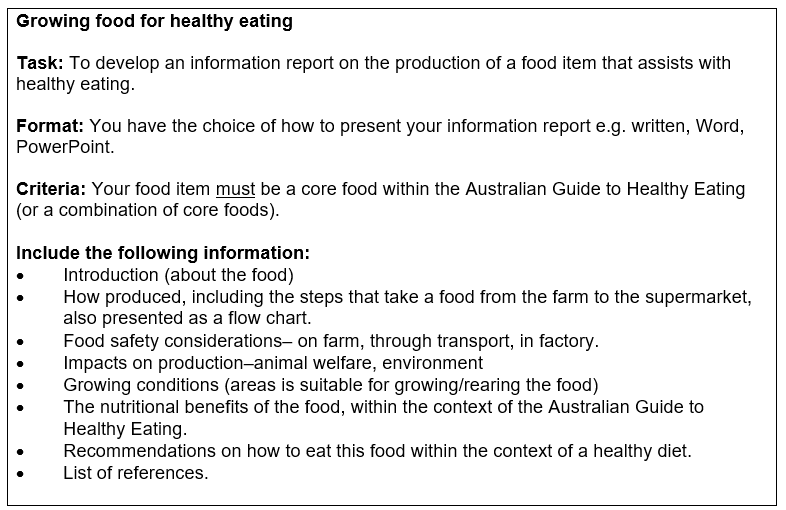 Growing food for healthy eating
Task: To develop an information report on the production of a food item that assists with
healthy eating.
Format: You have the choice of how to present your information report e.g. written, Word,
PowerPoint.
Criteria: Your food item must be a core food within the Australian Guide to Healthy Eating
(or a combination of core foods).
Include the following information:
• Introduction (about the food)
• How produced, including the steps that take a food from the farm to the supermarket,
also presented as a flow chart.
• Food safety considerations– on farm, through transport, in factory.
• Impacts on production–animal welfare, environment
• Growing conditions (areas is suitable for growing/rearing the food)
• The nutritional benefits of the food, within the context of the Australian Guide to
Healthy Eating.
• Recommendations on how to eat this food within the context of a healthy diet.
• List of references.